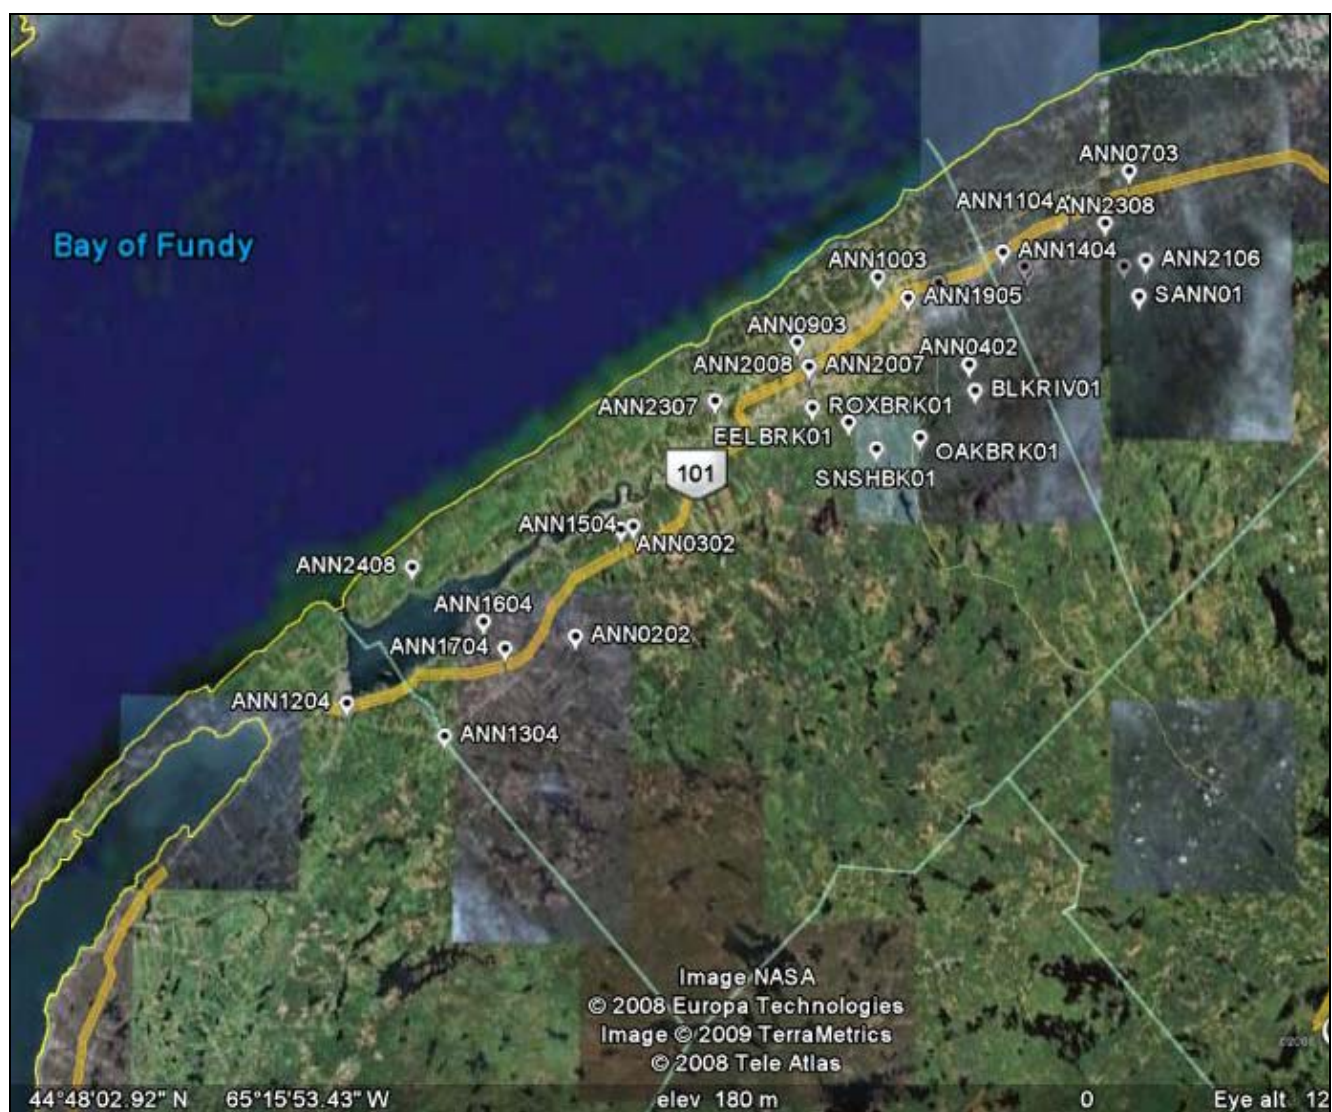 ANN0703
ANN1104
ANN2308
Bay of Fundy
ANN1003
ANN1404
ANN2106
ANN1905
SANN01
ANN0903
ANN0402
ANN2008
ANN2007
BLKRIV01
ANN2307
ROXBRK01
EELBRK01
OAKBRK01
101
SNSHBK01
ANN1504
ANN0302
ANN2408
ANN1604
ANN0202
ANN1704
ANN1204
ANN1304
Image NASA
© 2008 Europa Technologies
Image © 2009 TerraMetrics
© 2008 Tele Atlas
44°48'02.92" N 65°15'53.43" W elev 180 m 0 Eye alt 12